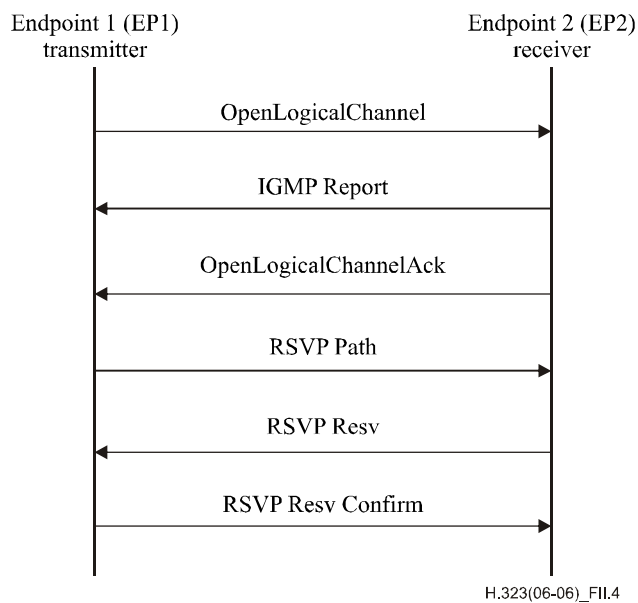 Endpoint 1 (EP1)
transmitter
Endpoint 2 (EP2)
receiver
OpenLogicalChannel
IGMP Report
OpenLogicalChannelAck
RSVP Path
RSVP Resv
RSVP Resv Confirm
H.323(06-06)_FII.4